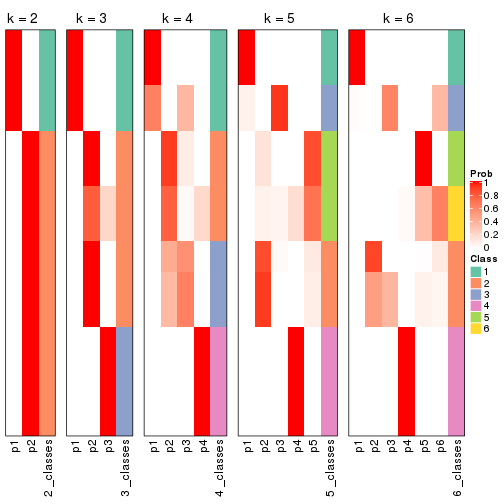 k = 2
k = 3
k = 4
k = 5
k = 6
Prob
1
0.8
0.6
0.4
0.2
0
Class
1
2
3
4
5
6
p1
p2
2_classes
p1
p2
p3
3_classes
p1
p2
p3
p4
4_classes
p1
p2
p3
p4
p5
5_classes
p1
p2
p3
p4
p5
p6
6_classes